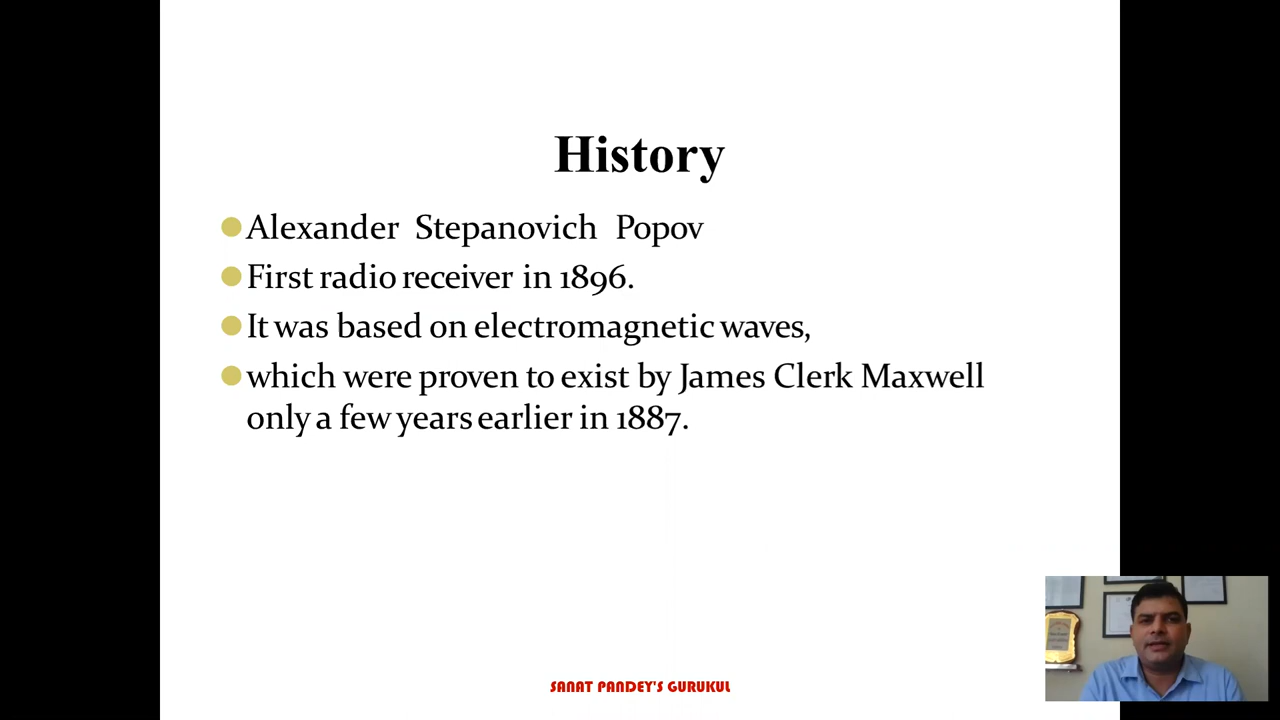 History
Alexander Stepanovich Popov
First radio receiver in 1896.
It was based on electromagnetic waves,
which were proven to exist by James Clerk Maxwell
only a few years earlier in 1887.
SANAT PANDEY'S GURUKUL